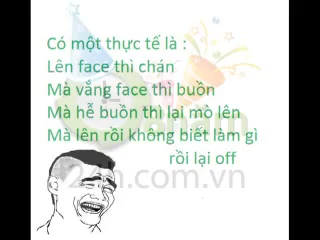 Có một thực tế là :
Lên face thì chán
Mà vắng face thì buồn
Mà hễ buồn thì lại mò lên
Mà lên rồi không biết làm gì
rồi lại off
12ch.com.vn